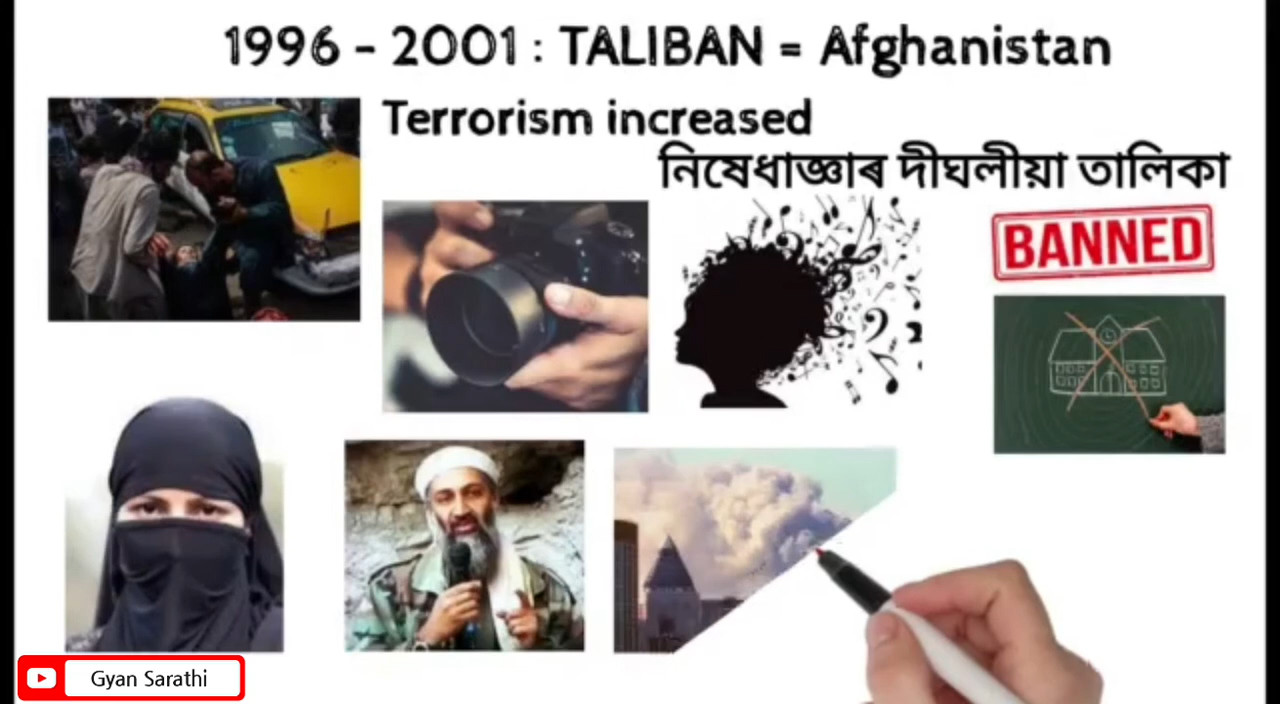 1996 - 2001 : TALIBAN = Afghanistan
Terrorism increased
নিষেধাজ্ঞাৰ দীঘলীয়া তালিকা
BANNED
Gyan Sarathi